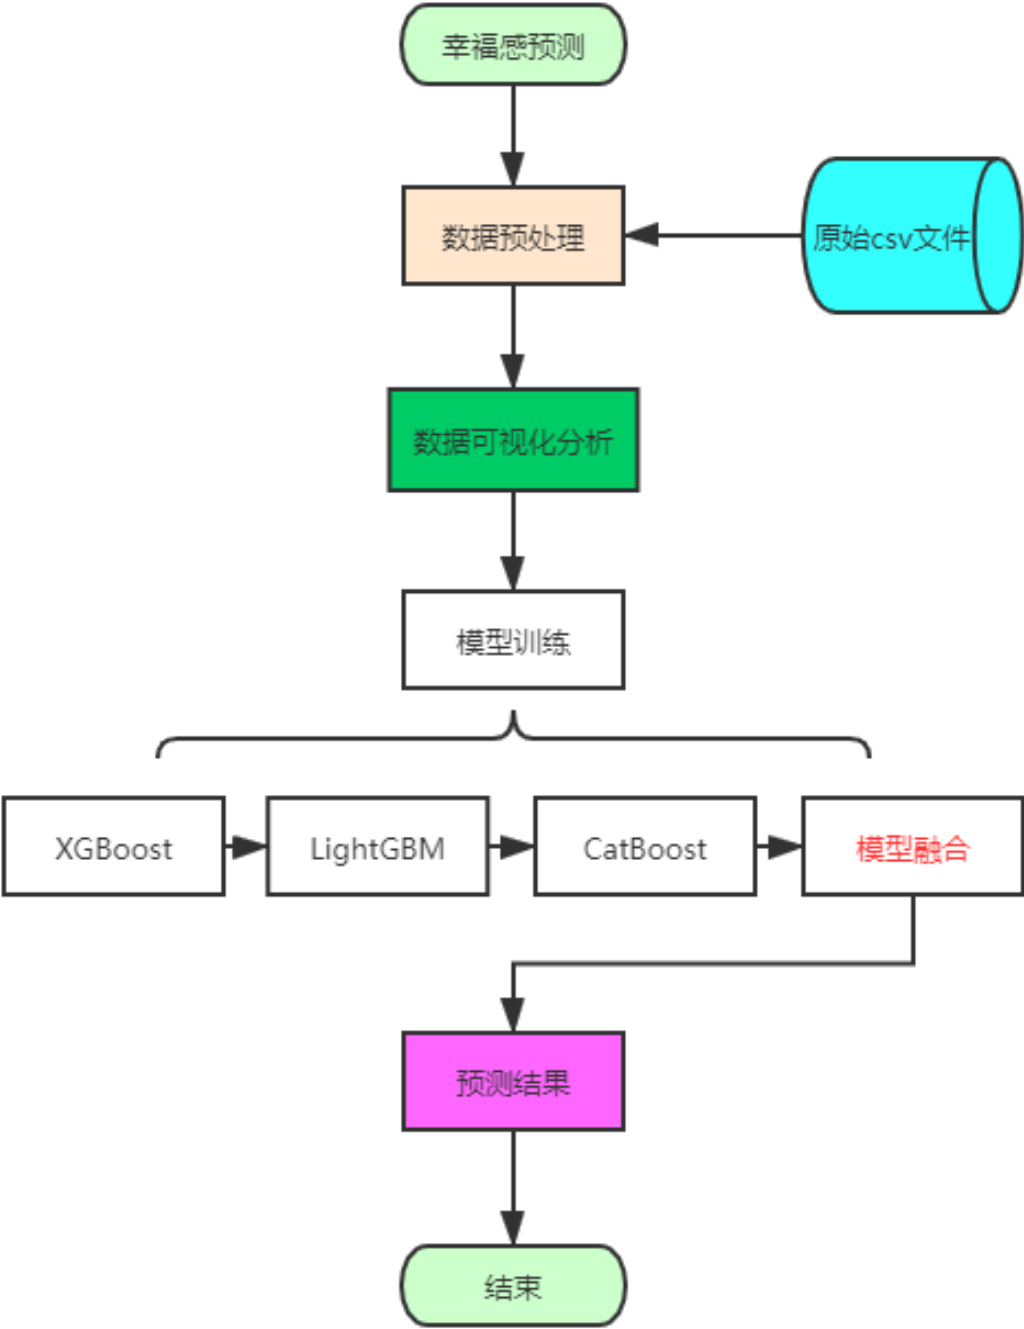 幸福感预测
数据预处理
原始csv文件
数据可视化分析
模型训练
XGBoost
LightGBM
CatBoost
模型融合
预测结果
结束